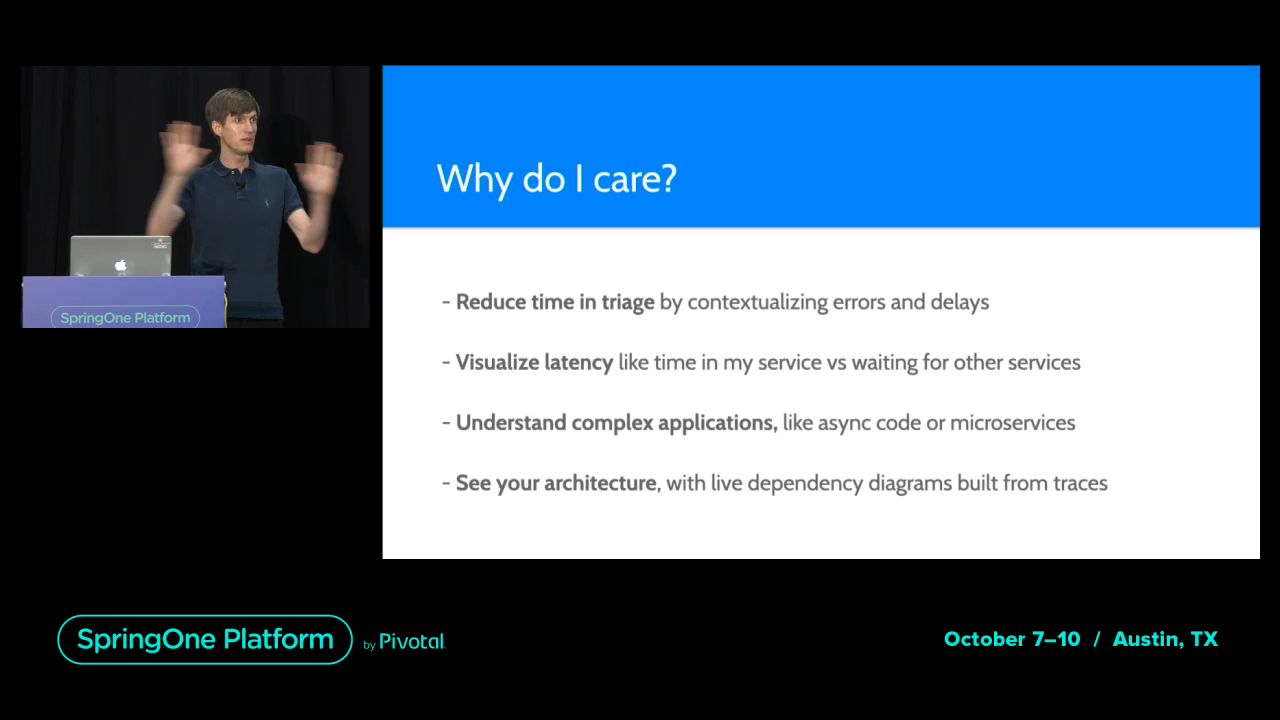 Why do I care?
- Reduce time in triage by contextualizing errors and delays
- Visualize latency like time in my service vs waiting for other services
- Understand complex applications, like async code or microservices
- See your architecture, with live dependency diagrams built from traces
SpringOne Platform
SpringOne Platform by Pivotal
October 7–10 / Austin, TX